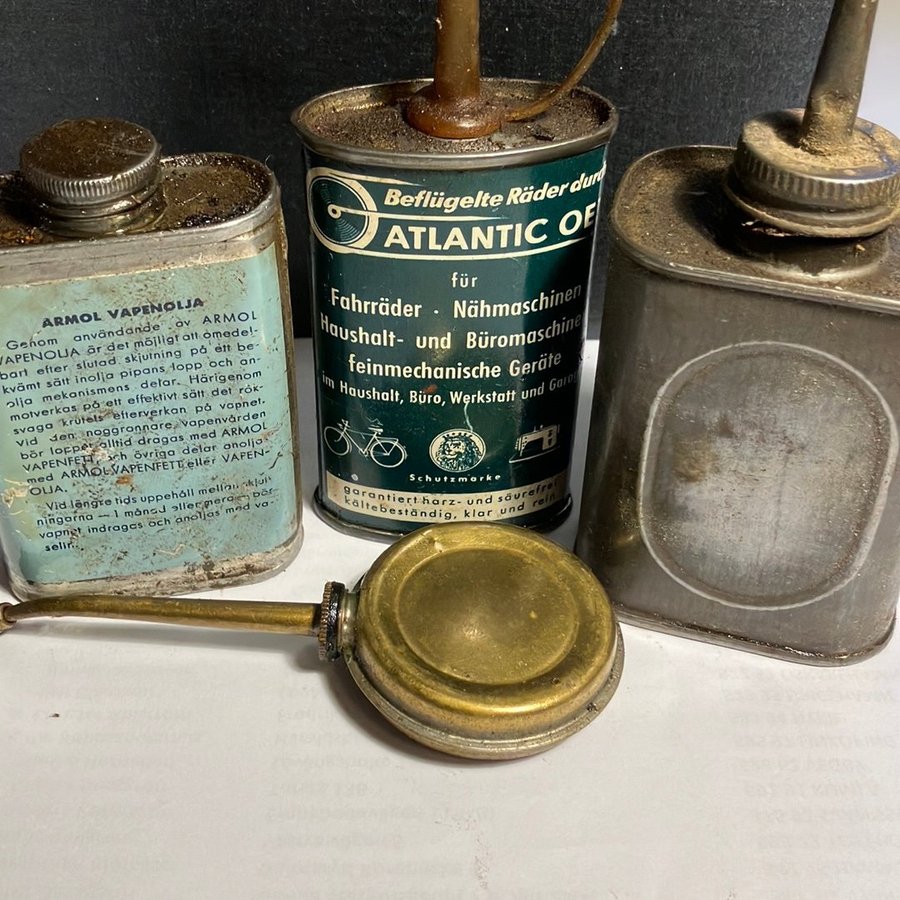 ARMOL VAPENOLJA
Genom användande av ARMOL
VAPENOLJA är det möjligt att omedel-
bart efter slutad skjutning på ett be-
kvämt sätt inolja pipans lopp och an-
olja mekanismens delar. Härigenom
motverkas på ett effektivt sätt det rök-
svaga krutets efterverkan på vapnet.
Vid den noggrannare vapenvården
bör loppet alltid dragas med ARMOL
VAPENFETT och övriga delar anoljas
med ARMOL VAPENFETT eller VAPEN-
OLJA.
Vid längre tids uppehåll mellan skjut-
ningarna — 1 månad eller mera — bör
vapnet indragas och anoljas med va-
selin.
Beflügelte Räder durch
ATLANTIC OE
für
Fahrräder · Nähmaschinen
Haushalt- und Büromaschine
feinmechanische Geräte
im Haushalt, Büro, Werkstatt und Gara
Schutzmarke
garantiert harz- und säurefrei
kältebeständig, klar und rein